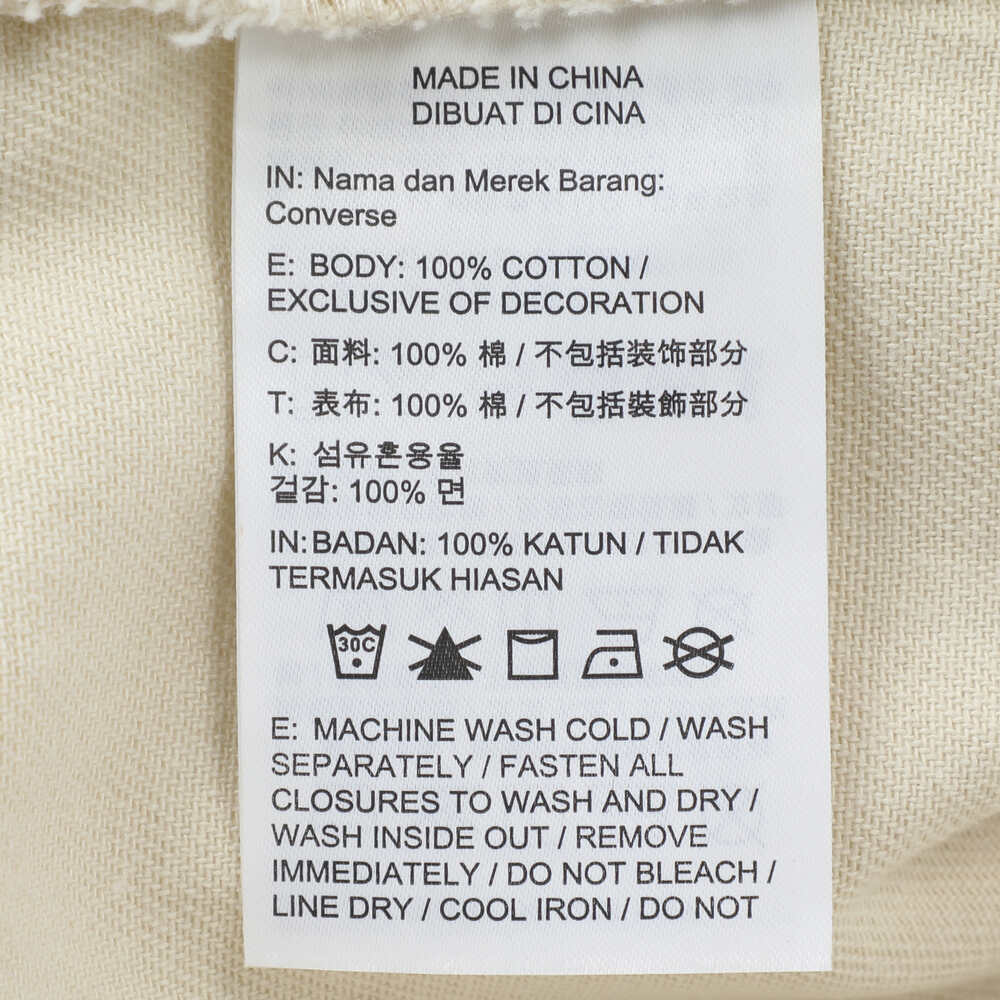 MADE IN CHINA
DIBUAT DI CINA
IN: Nama dan Merek Barang:
Converse
E: BODY: 100% COTTON /
EXCLUSIVE OF DECORATION
C: 面料: 100% 棉 / 不包括装饰部分
T: 表布: 100% 棉 / 不包括裝飾部分
K: 섬유혼용율
겉감: 100% 면
IN: BADAN: 100% KATUN / TIDAK
TERMASUK HIASAN
30C
E: MACHINE WASH COLD / WASH
SEPARATELY / FASTEN ALL
CLOSURES TO WASH AND DRY /
WASH INSIDE OUT / REMOVE
IMMEDIATELY / DO NOT BLEACH /
LINE DRY / COOL IRON / DO NOT